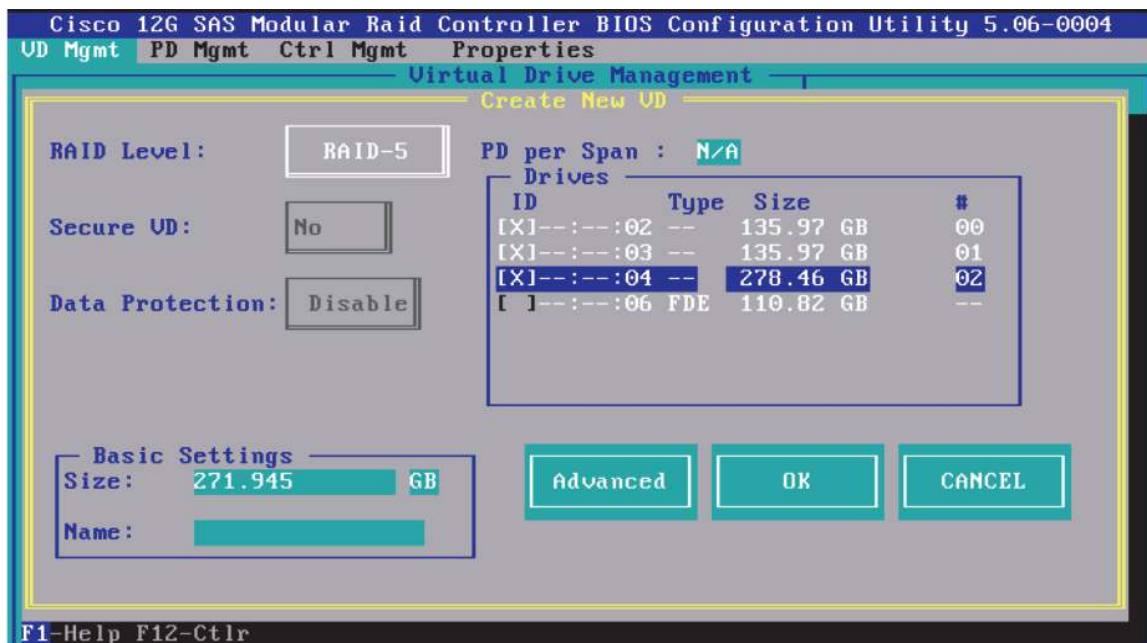 Cisco 12G SAS Modular Raid Controller BIOS Configuration Utility 5.06-0004
VD Mgmt PD Mgmt Ctrl Mgmt Properties
Virtual Drive Management
Create New VD
RAID Level: RAID-5 PD per Span : N/A
Drives
ID Type Size #
[X]--:--:02 -- 135.97 GB 00
Secure VD: No
[X]--:--:03 -- 135.97 GB 01
[X]--:--:04 -- 278.46 GB 02
Data Protection: Disable
[ ]--:--:06 FDE 110.82 GB --
Basic Settings
Size: 271.945 GB
Advanced OK CANCEL
Name:
F1-Help F12-Ctlr